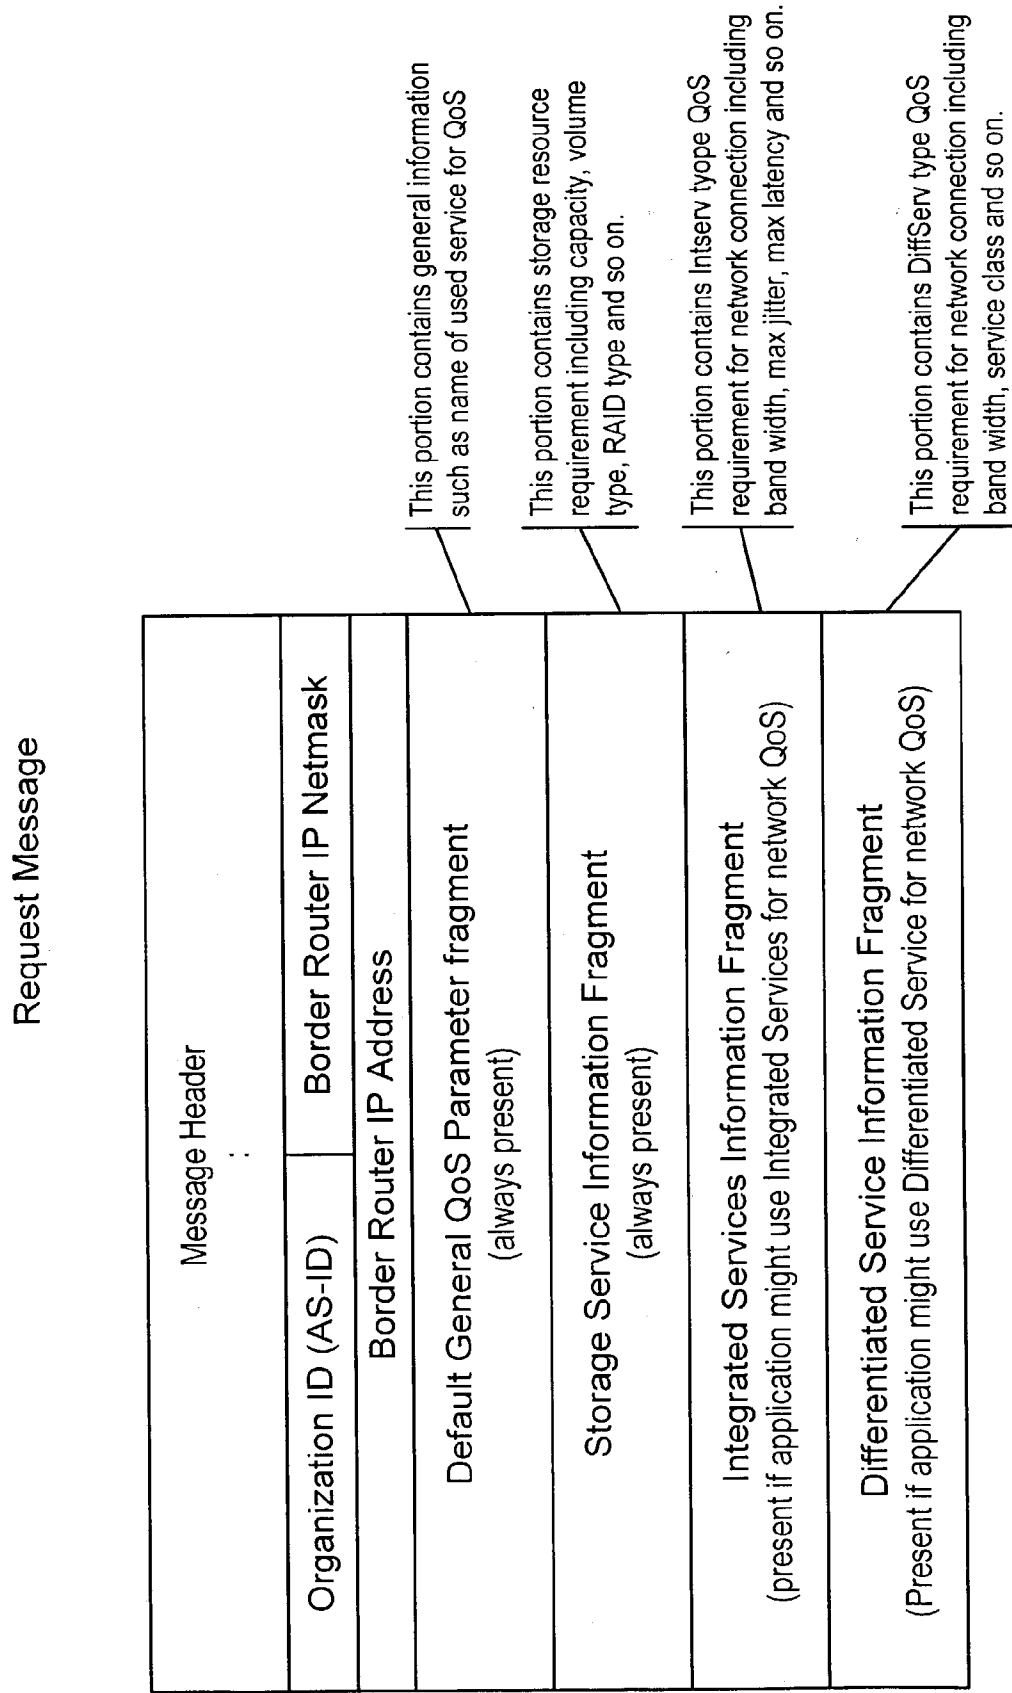 Request Message
Message Header
:
Organization ID (AS-ID)
Border Router IP Netmask
Border Router IP Address
Default General QoS Parameter fragment
(always present)
This portion contains general information
such as name of used service for QoS
Storage Service Information Fragment
(always present)
This portion contains storage resource
requirement including capacity, volume
type, RAID type and so on.
Integrated Services Information Fragment
(present if application might use Integrated Services for network QoS)
This portion contains Intserv tyope QoS
requirement for network connection including
band width, max jitter, max latency and so on.
Differentiated Service Information Fragment
(Present if application might use Differentiated Service for network QoS)
This portion contains DiffServ type QoS
requirement for network connection including
band width, service class and so on.